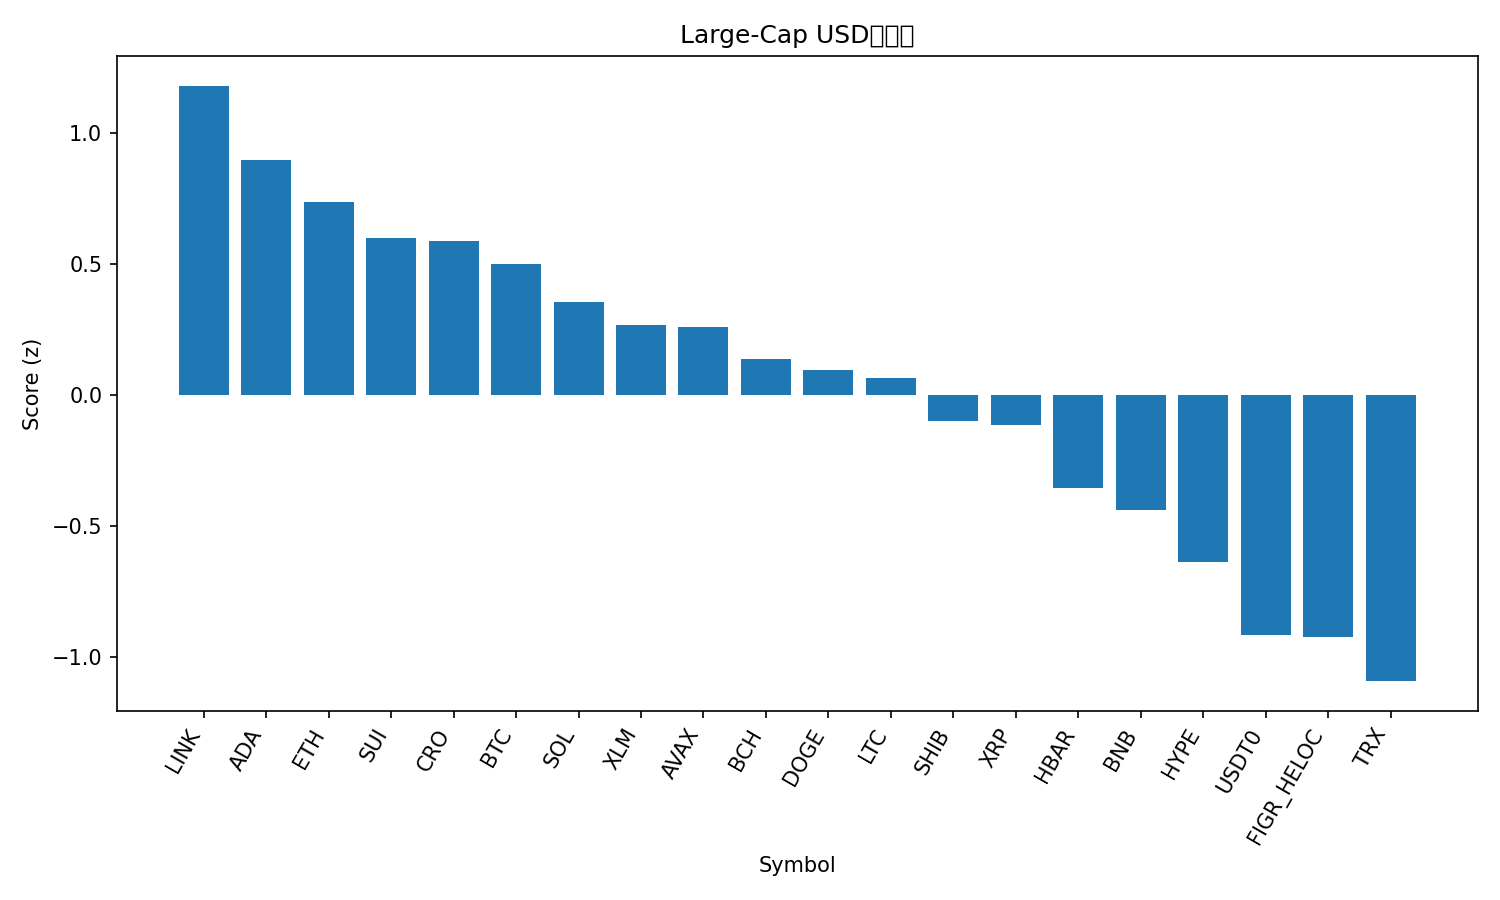 Large-Cap USD
Score (z)
1.0
0.5
0.0
−0.5
−1.0
LINK
ADA
ETH
SUI
CRO
BTC
SOL
XLM
AVAX
BCH
DOGE
LTC
SHIB
XRP
HBAR
BNB
HYPE
USDT0
FIGR_HELOC
TRX
Symbol